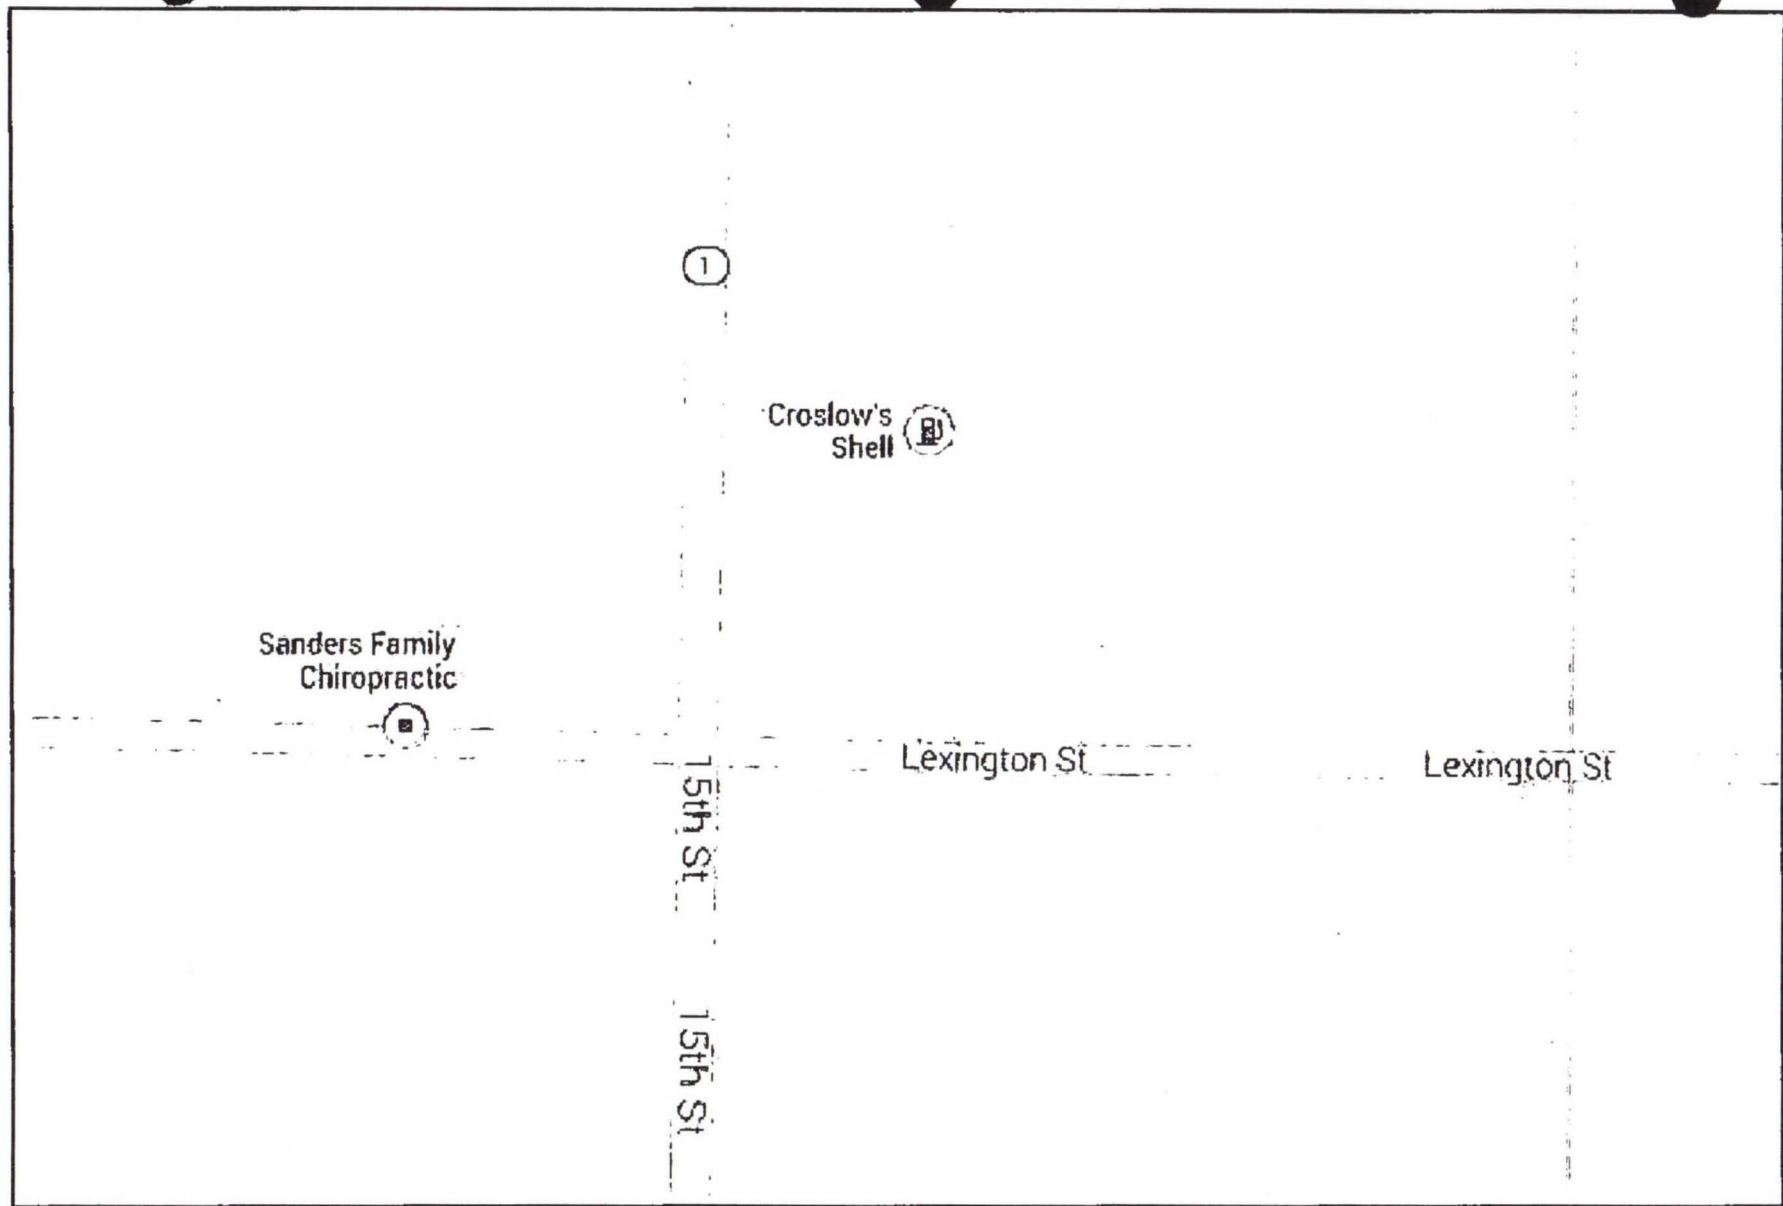 1
Croslow's
Shell
Sanders Family
Chiropractic
Lexington St
Lexington St
15th St
15th St